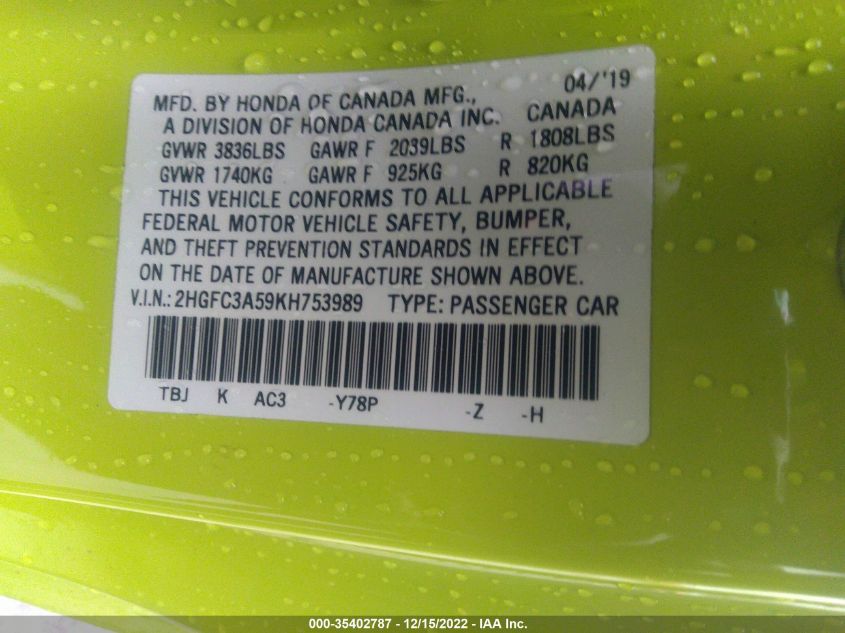 04/'19
MFD. BY HONDA OF CANADA MFG.,
A DIVISION OF HONDA CANADA INC. CANADA
GVWR 3836LBS GAWR F 2039LBS R 1808LBS
GVWR 1740KG GAWR F 925KG R 820KG
THIS VEHICLE CONFORMS TO ALL APPLICABLE
FEDERAL MOTOR VEHICLE SAFETY, BUMPER,
AND THEFT PREVENTION STANDARDS IN EFFECT
ON THE DATE OF MANUFACTURE SHOWN ABOVE.
V.I.N.: 2HGFC3A59KH753989 TYPE: PASSENGER CAR
TBJ K AC3 -Y78P -Z -H
000-35402787 - 12/15/2022 - IAA Inc.